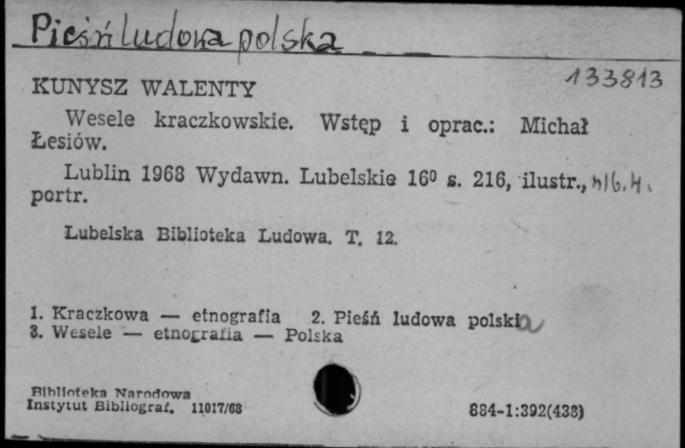 Pieśń ludowa polska
133813
KUNYSZ WALENTY
Wesele kraczkowskie. Wstęp i oprac.: Michał
Łesiów.
Lublin 1968 Wydawn. Lubelskie 16⁰ s. 216, ilustr.,
portr.
Lubelska Biblioteka Ludowa. T. 12.
1. Kraczkowa — etnografia 2. Pieśń ludowa polska
3. Wesele — etnografia — Polska
Biblioteka Narodowa
Instytut Bibliograf. 11017/68
884-1:392(438)